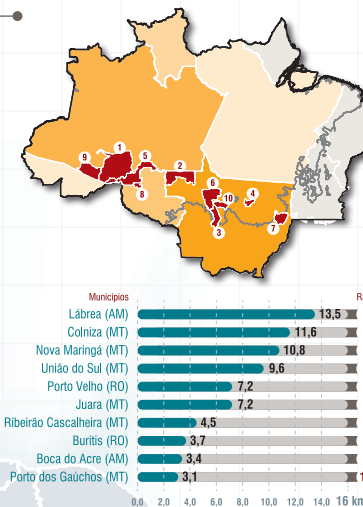 1
9
5
2
6
4
8
10
3
7
Municípios
Lábrea (AM) 13,5
Colniza (MT) 11,6
Nova Maringá (MT) 10,8
União do Sul (MT) 9,6
Porto Velho (RO) 7,2
Juara (MT) 7,2
Ribeirão Cascalheira (MT) 4,5
Buritis (RO) 3,7
Boca do Acre (AM) 3,4
Porto dos Gaúchos (MT) 3,1
0,0 2,0 4,0 6,0 8,0 10,0 12,0 14,0 16 km